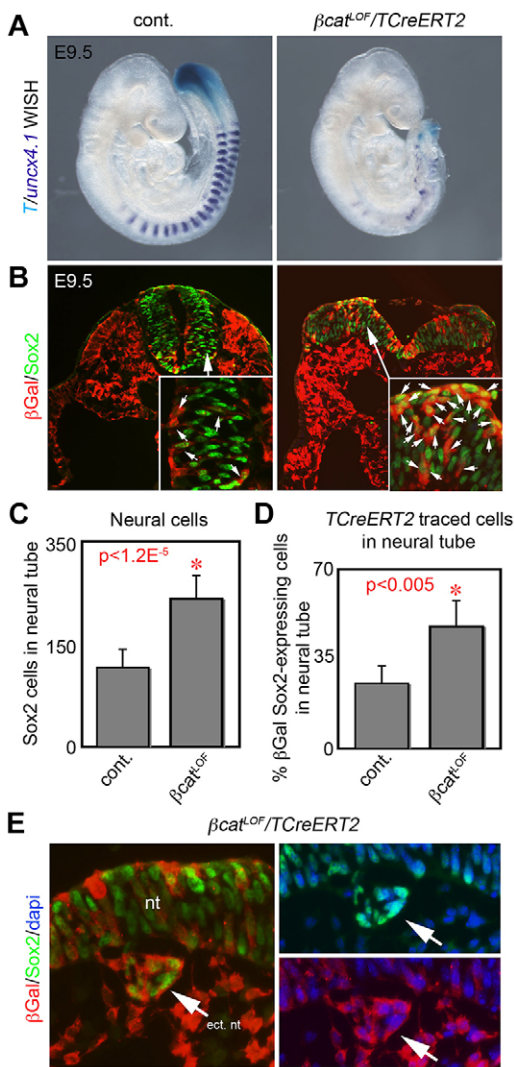 A
cont.
βcatLOF/TCreERT2
E9.5
T/uncx4.1 WISH
B
E9.5
βGal/Sox2
C
Neural cells
350
150
0
Sox2 cells in neural tube
p<1.2E-5
*
cont.
βcatLOF
D
TCreERT2 traced cells
in neural tube
70
35
0
% βGal Sox2-expressing cells
in neural tube
p<0.005
*
cont.
βcatLOF
E
βcatLOF/TCreERT2
βGal/Sox2/dapi
nt
ect. nt